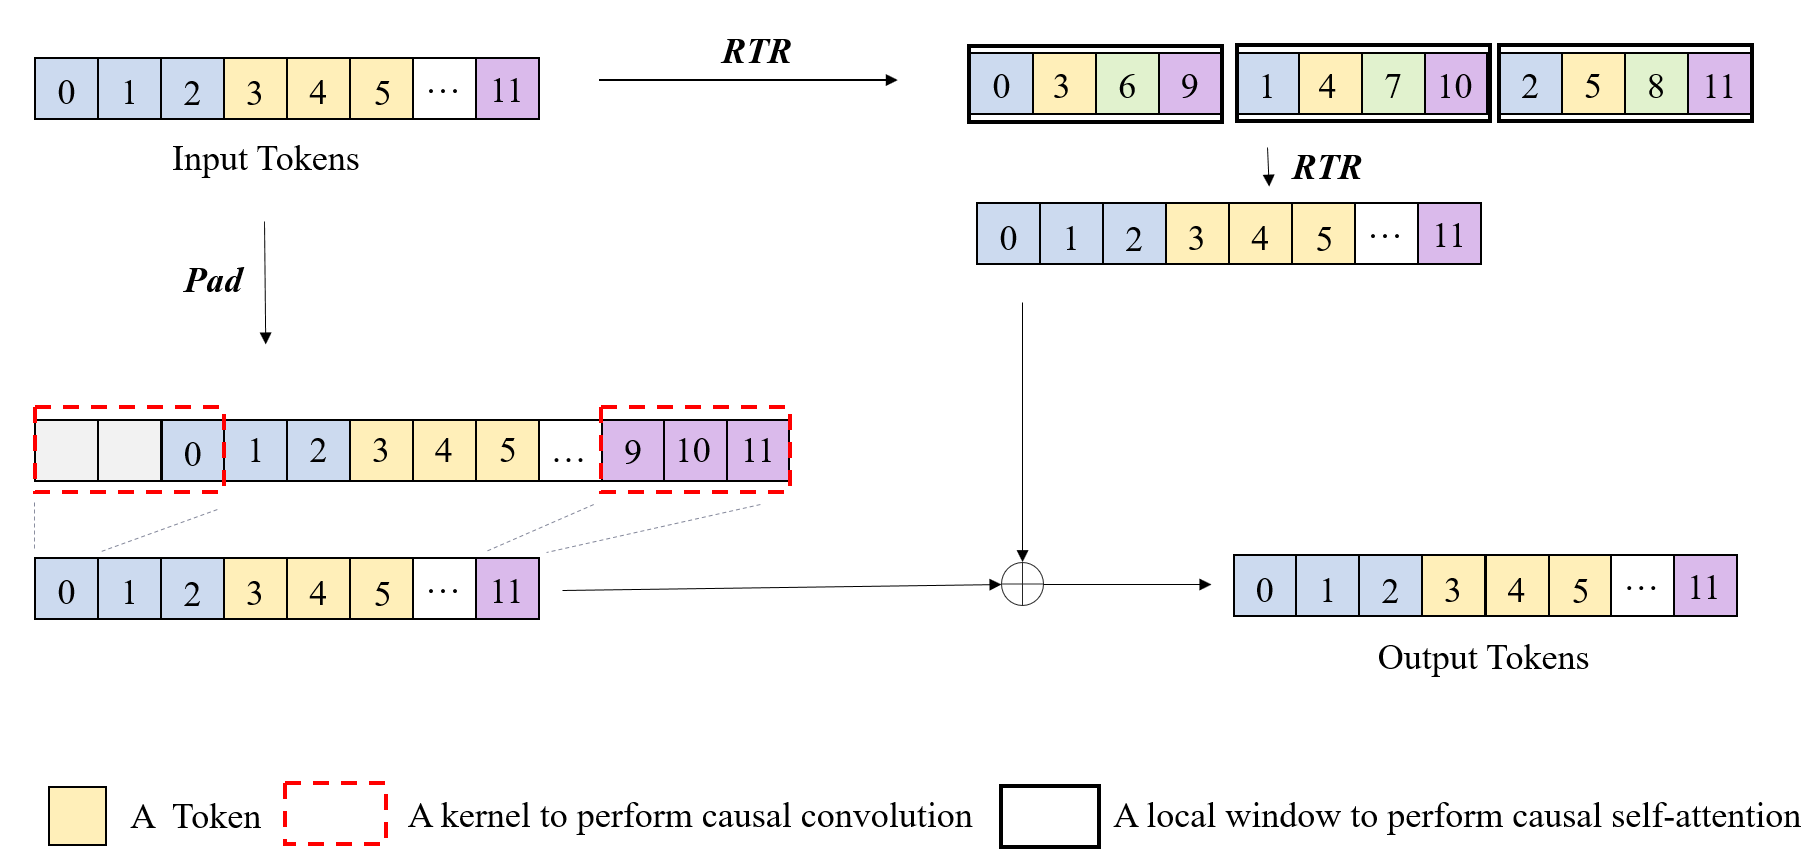 RTR
0 1 2 3 4 5 ... 11
0 3 6 9 1 4 7 10 2 5 8 11
Input Tokens
RTR
0 1 2 3 4 5 ... 11
Pad
0 1 2 3 4 5 ... 9 10 11
0 1 2 3 4 5 ... 11
0 1 2 3 4 5 ... 11
Output Tokens
A Token
A kernel to perform causal convolution
A local window to perform causal self-attention